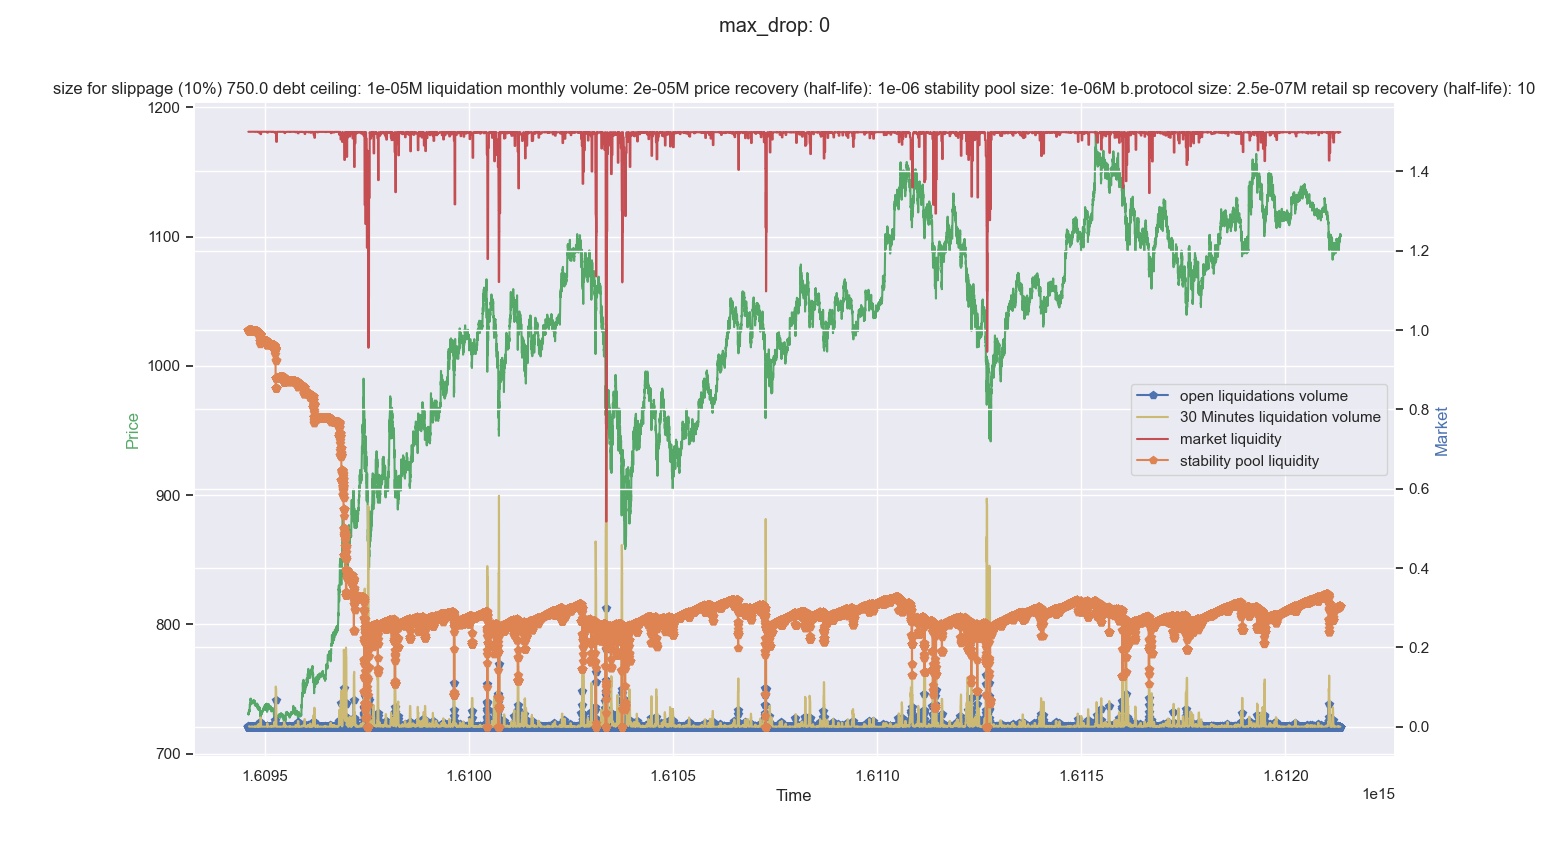 max_drop: 0
size for slippage (10%) 750.0 debt ceiling: 1e-05M liquidation monthly volume: 2e-05M price recovery (half-life): 1e-06 stability pool size: 1e-06M b.protocol size: 2.5e-07M retail sp recovery (half-life): 10
1200
1100
1000
900
800
700
Price
1.4
1.2
1.0
0.8
0.6
0.4
0.2
0.0
Market
open liquidations volume
30 Minutes liquidation volume
market liquidity
stability pool liquidity
1.6095 1.6100 1.6105 1.6110 1.6115 1.6120
Time
1e15